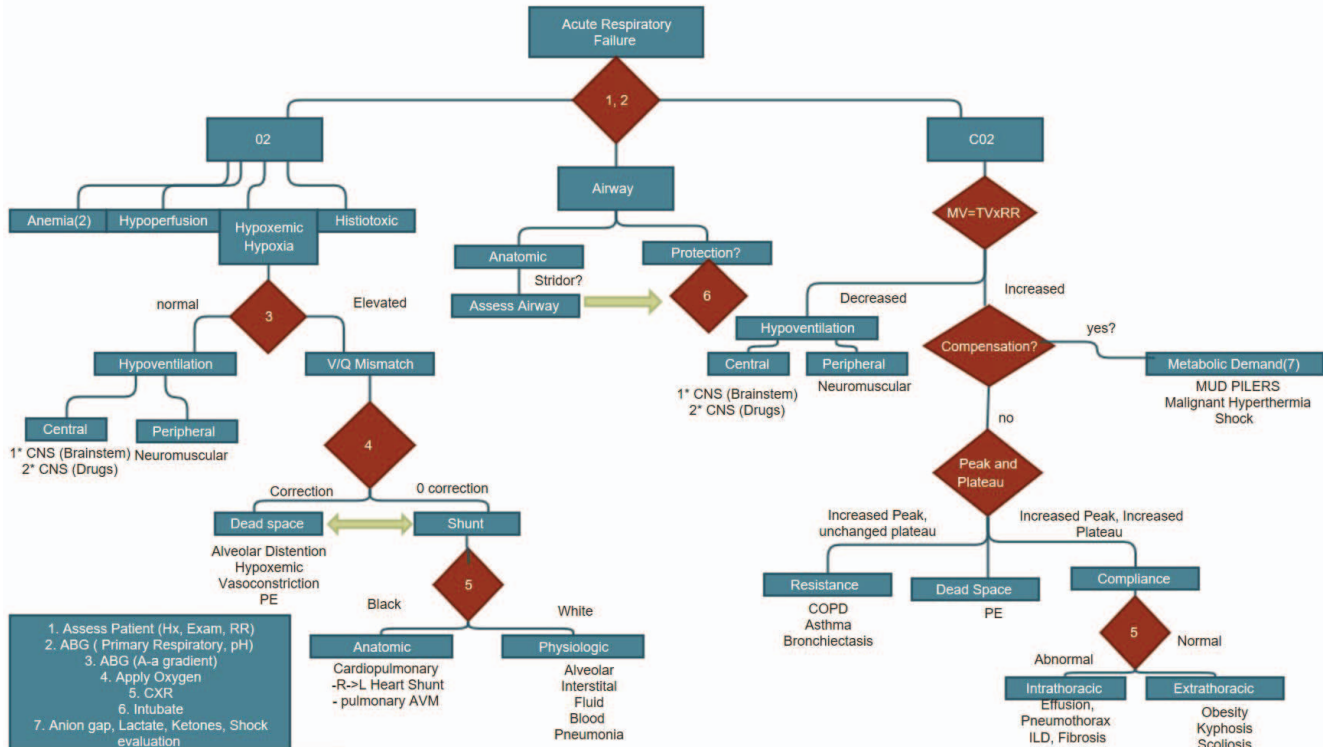 Acute Respiratory
Failure
1, 2
02
C02
Airway
MV=TVxRR
Anemia(2)
Hypoperfusion
Hypoxemic
Hypoxia
Histiotoxic
Anatomic
Protection?
Stridor?
Assess Airway
6
normal
Elevated
3
Hypoventilation
V/Q Mismatch
Central
1* CNS (Brainstem)
2* CNS (Drugs)
Peripheral
Neuromuscular
4
Correction
0 correction
Dead space
Alveolar Distention
Hypoxemic
Vasoconstriction
PE
Shunt
5
Black
White
Anatomic
Cardiopulmonary
-R->L Heart Shunt
- pulmonary AVM
Physiologic
Alveolar
Interstital
Fluid
Blood
Pneumonia
Decreased
Increased
Hypoventilation
Central
1* CNS (Brainstem)
2* CNS (Drugs)
Peripheral
Neuromuscular
Compensation?
yes?
Metabolic Demand(7)
MUD PILERS
Malignant Hyperthermia
Shock
no
Peak and
Plateau
Increased Peak,
unchanged plateau
Increased Peak, Increased
Plateau
Resistance
COPD
Asthma
Bronchiectasis
Dead Space
PE
Compliance
5
Abnormal
Normal
Intrathoracic
Effusion,
Pneumothorax
ILD, Fibrosis
Extrathoracic
Obesity
Kyphosis
Scoliosis
1. Assess Patient (Hx, Exam, RR)
2. ABG ( Primary Respiratory, pH)
3. ABG (A-a gradient)
4. Apply Oxygen
5. CXR
6. Intubate
7. Anion gap, Lactate, Ketones, Shock
evaluation